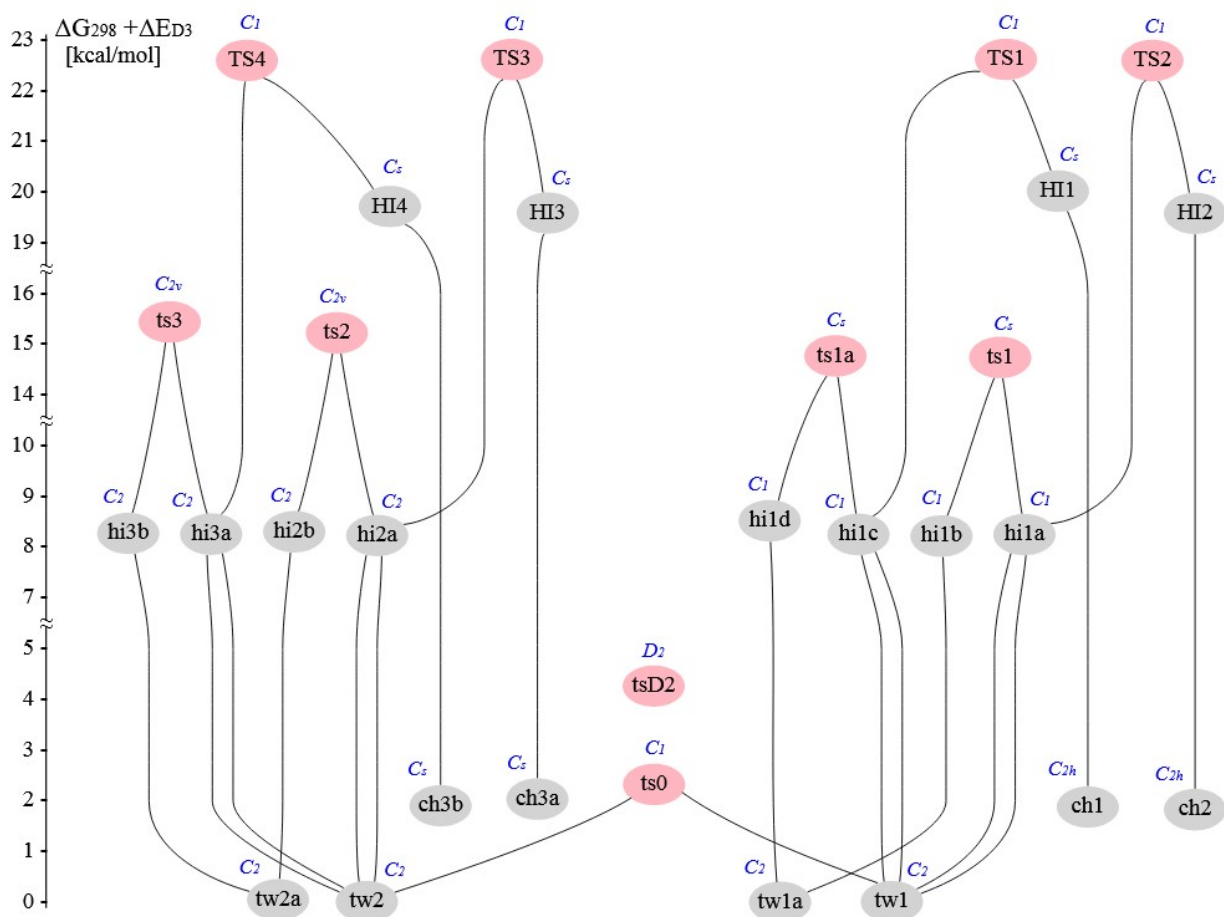 ΔG298 +ΔED3
[kcal/mol]
C1 C1 C1 C1
23 TS4 TS3 TS1 TS2
22
21
Cs Cs Cs Cs
20 HI4 HI3 HI1 HI2
19
≈
C2v C2v Cs Cs
16 ts3 ts2 ts1a ts1
15
14
≈
10
C2 C2 C2 C2 C1 C1 C1 C1
9 hi3b hi3a hi2b hi2a hi1d hi1c hi1b hi1a
8
7
≈
5 D2
4 tsD2
3 C1
Cs Cs ts0 C2h C2h
2 ch3b ch3a ch1 ch2
1
C2 C2 C2 C2
0 tw2a tw2 tw1a tw1